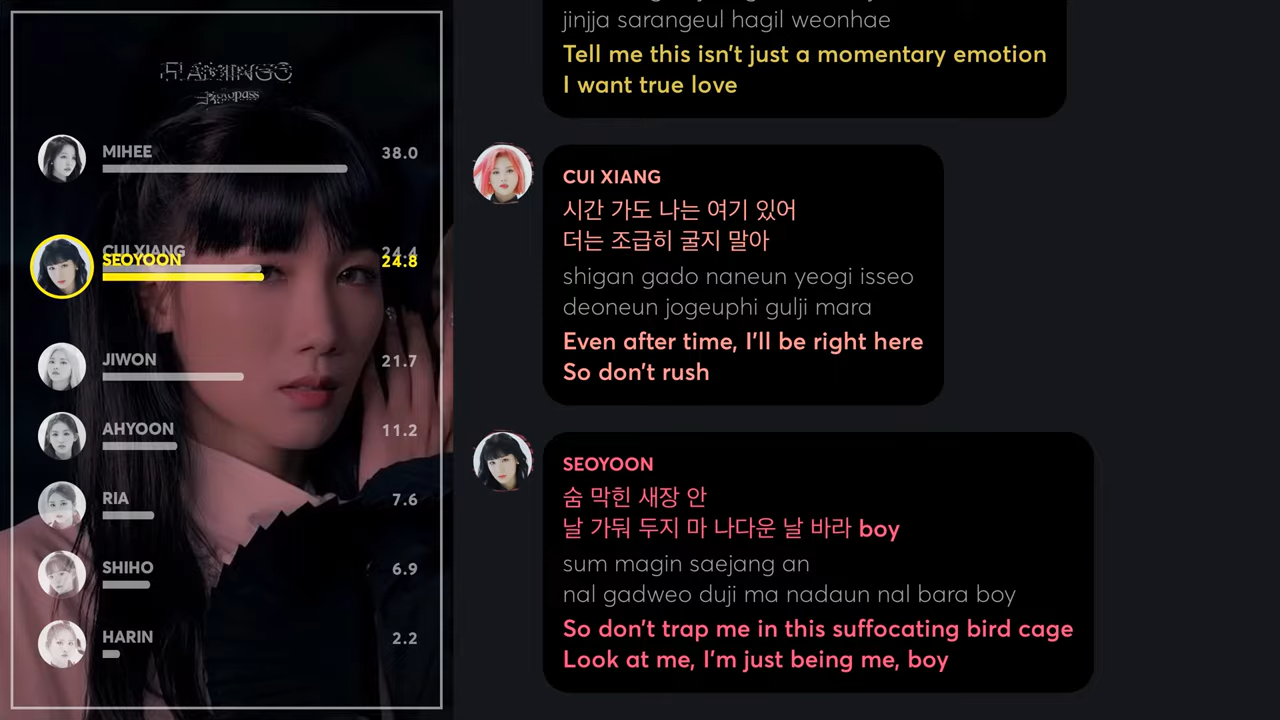 FLAMINGO
MIHEE 38.0
CUI XIANG 24.4
SEOYOON 24.8
JIWON 21.7
AHYOON 11.2
RIA 7.6
SHIHO 6.9
HARIN 2.2
jinjja sarangeul hagil weonhae
Tell me this isn't just a momentary emotion
I want true love
CUI XIANG
시간 가도 나는 여기 있어
더는 조급히 굴지 말아
shigan gado naneun yeogi isseo
deoneun jogeuphi gulji mara
Even after time, I'll be right here
So don't rush
SEOYOON
숨 막힌 새장 안
날 가둬 두지 마 나다운 날 바라 boy
sum magin saejang an
nal gadweo duji ma nadaun nal bara boy
So don't trap me in this suffocating bird cage
Look at me, I'm just being me, boy